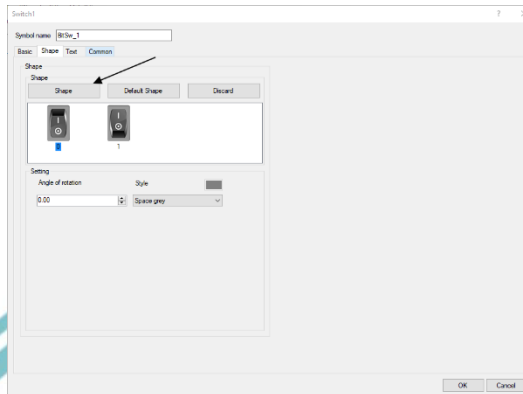 Switch1 ?
Symbol name BitSw_1
Basic Shape Text Common
Shape
Shape
Shape Default Shape Discard
0 1
Setting
Angle of rotation Style
0.00 Space grey
OK Cancel